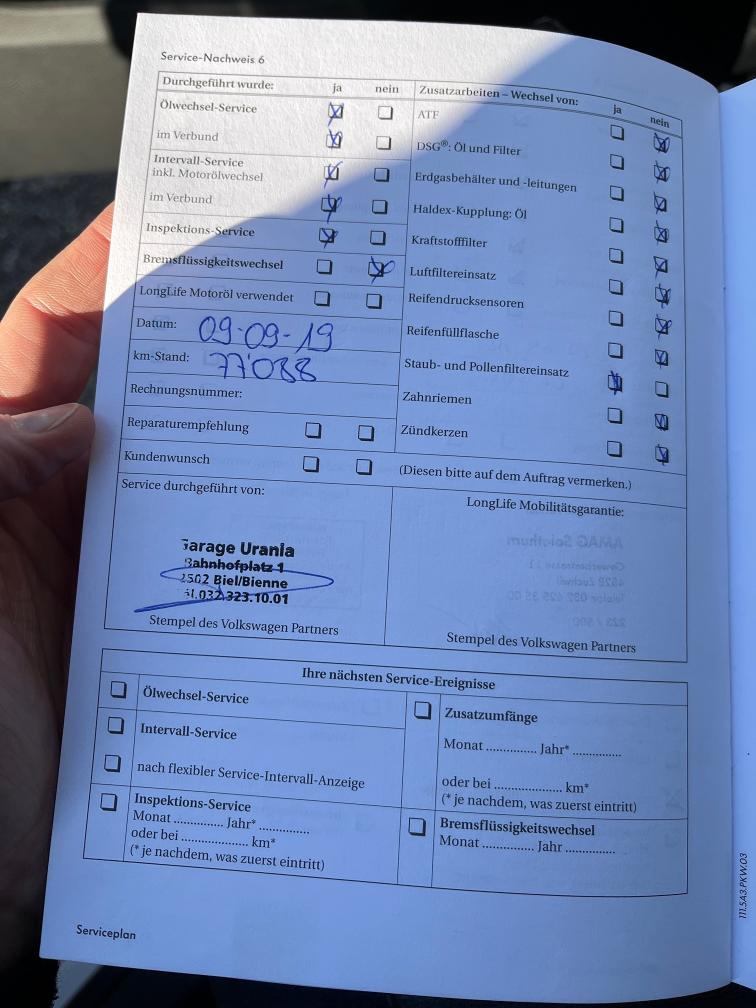 Service-Nachweis 6
Durchgeführt wurde: ja nein
Ölwechsel-Service
im Verbund
Intervall-Service
inkl. Motorölwechsel
im Verbund
Inspektions-Service
Bremsflüssigkeitswechsel
LongLife Motoröl verwendet
Datum: 09-09-19
km-Stand: 77'088
Rechnungsnummer:
Reparaturempfehlung
Kundenwunsch
Zusatzarbeiten – Wechsel von: ja nein
ATF
DSG®: Öl und Filter
Erdgasbehälter und -leitungen
Haldex-Kupplung: Öl
Kraftstofffilter
Luftfiltereinsatz
Reifendrucksensoren
Reifenfüllflasche
Staub- und Pollenfiltereinsatz
Zahnriemen
Zündkerzen
(Diesen bitte auf dem Auftrag vermerken.)
Service durchgeführt von:
Garage Urania
Bahnhofplatz 1
2502 Biel/Bienne
el.032/323.10.01
Stempel des Volkswagen Partners
LongLife Mobilitätsgarantie:
Stempel des Volkswagen Partners
Ihre nächsten Service-Ereignisse
Ölwechsel-Service
Intervall-Service
nach flexibler Service-Intervall-Anzeige
Inspektions-Service
Monat .............. Jahr* ..............
oder bei .................... km*
(* je nachdem, was zuerst eintritt)
Zusatzumfänge
Monat .............. Jahr* ..............
oder bei .................... km*
(* je nachdem, was zuerst eintritt)
Bremsflüssigkeitswechsel
Monat .............. Jahr ..............
Serviceplan
111.5A3.PKW.03